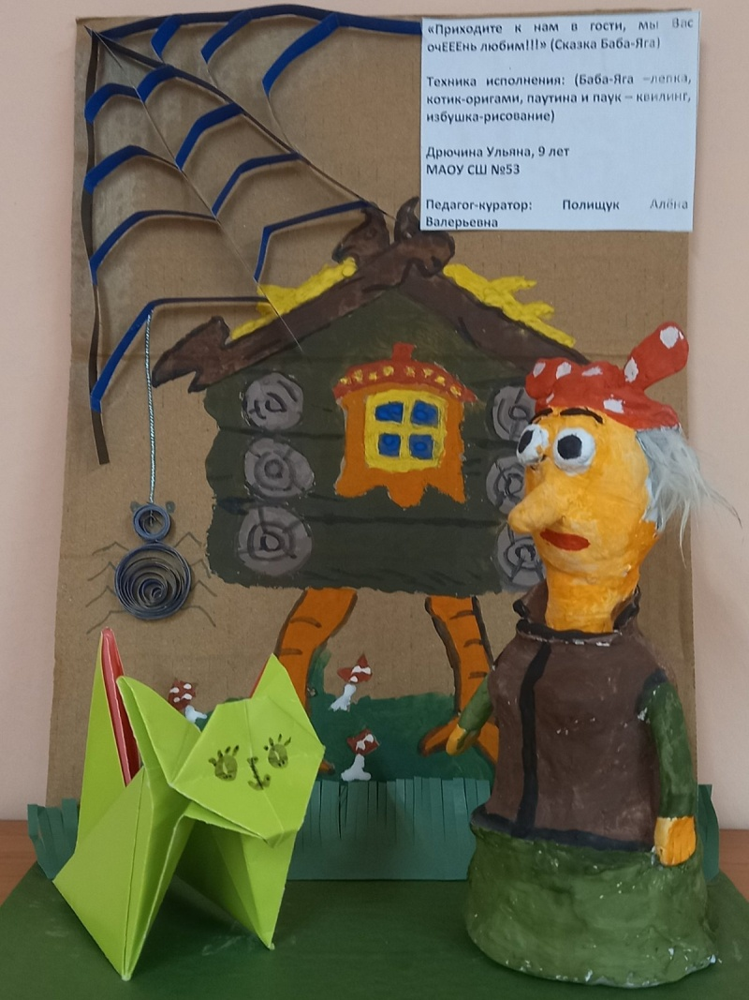 «Приходите к нам в гости, мы Вас
очЕЕЕнь любим!!!» (Сказка Баба-Яга)
Техника исполнения: (Баба-Яга –лепка,
котик-оригами, паутина и паук – квилинг,
избушка-рисование)
Дрючина Ульяна, 9 лет
МАОУ СШ №53
Педагог-куратор: Полищук Алёна
Валерьевна